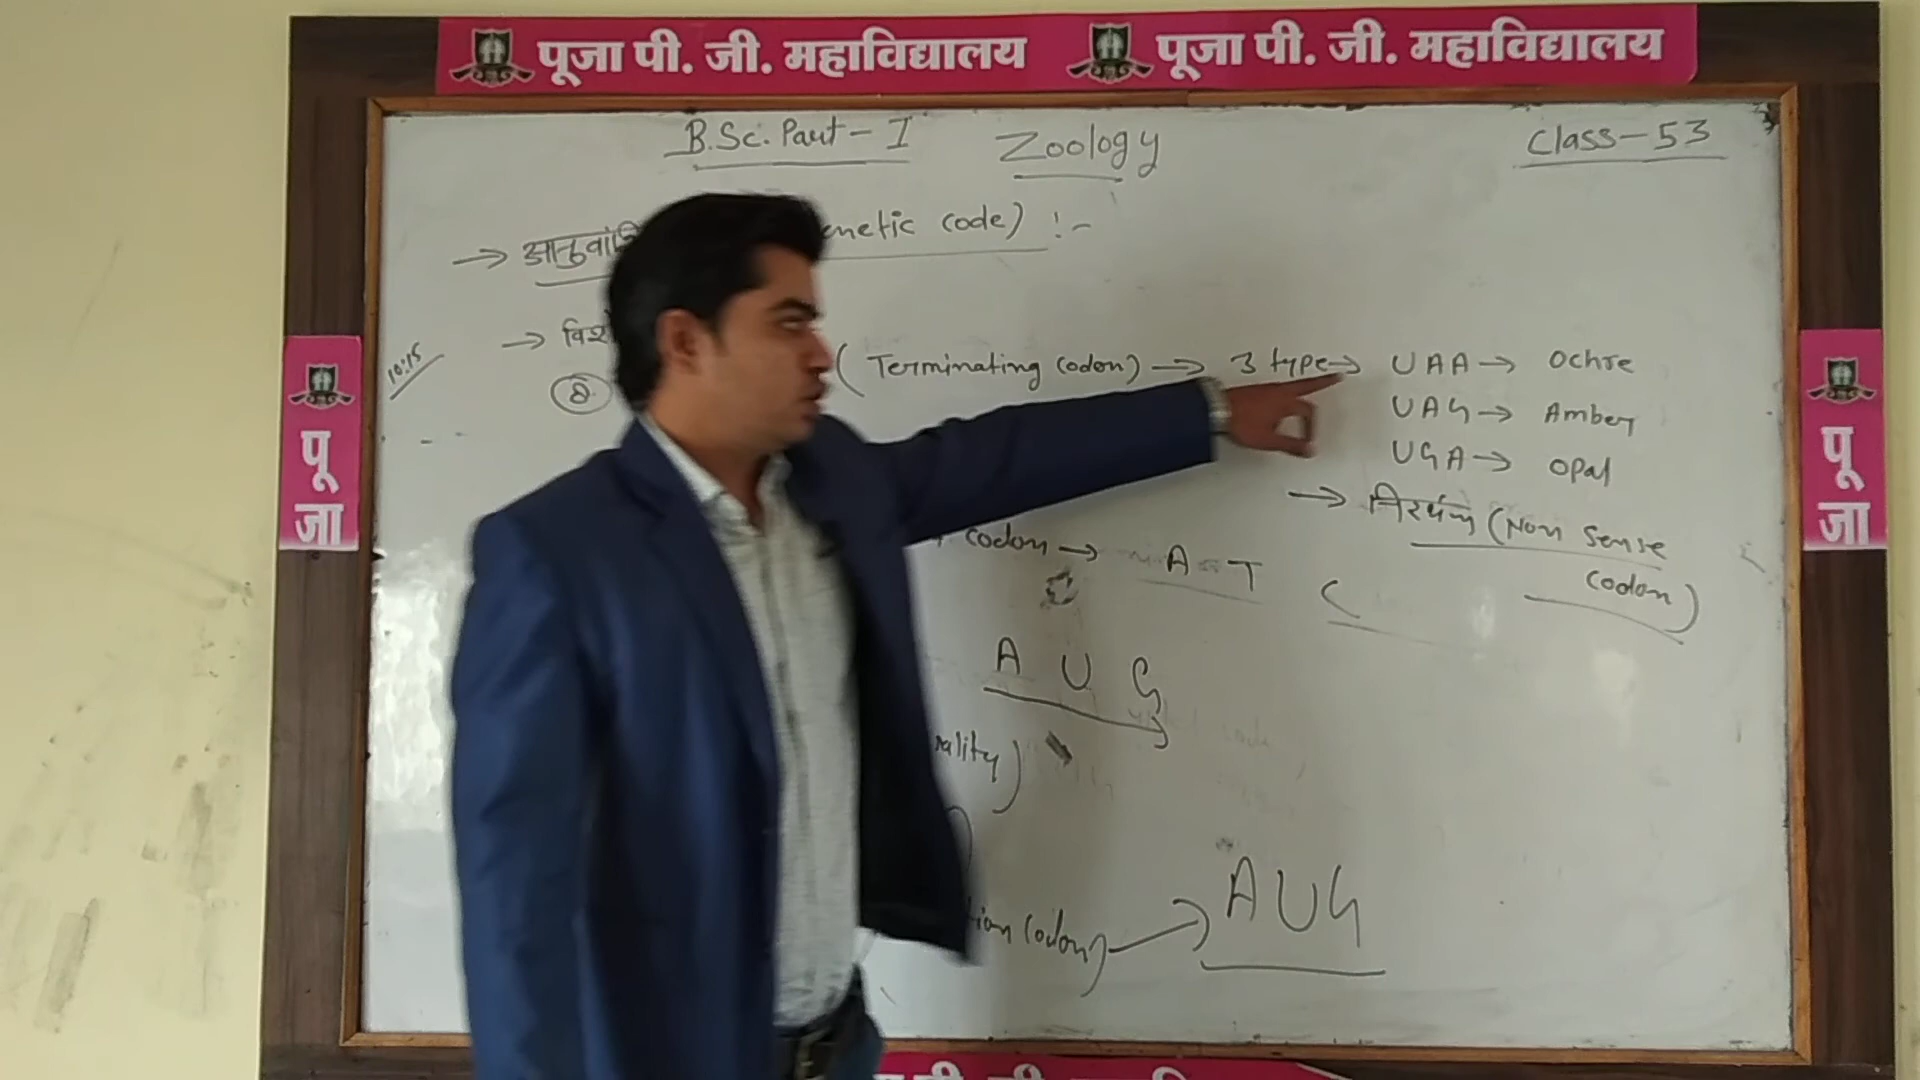 पूजा पी. जी. महाविद्यालय पूजा पी. जी. महाविद्यालय
B.Sc. Part - I Zoology Class - 53
→ आनुवांशि enetic code) :-
10:15
→ विशे
8 ( Terminating codon) → 3 type → UAA → Ochre
UAG → Amber
UGA → opal
→ निरर्थक (Non Sense codon)
codon → A T (
A U G
rality)
tion codon) → AUG
पूजा
पूजा